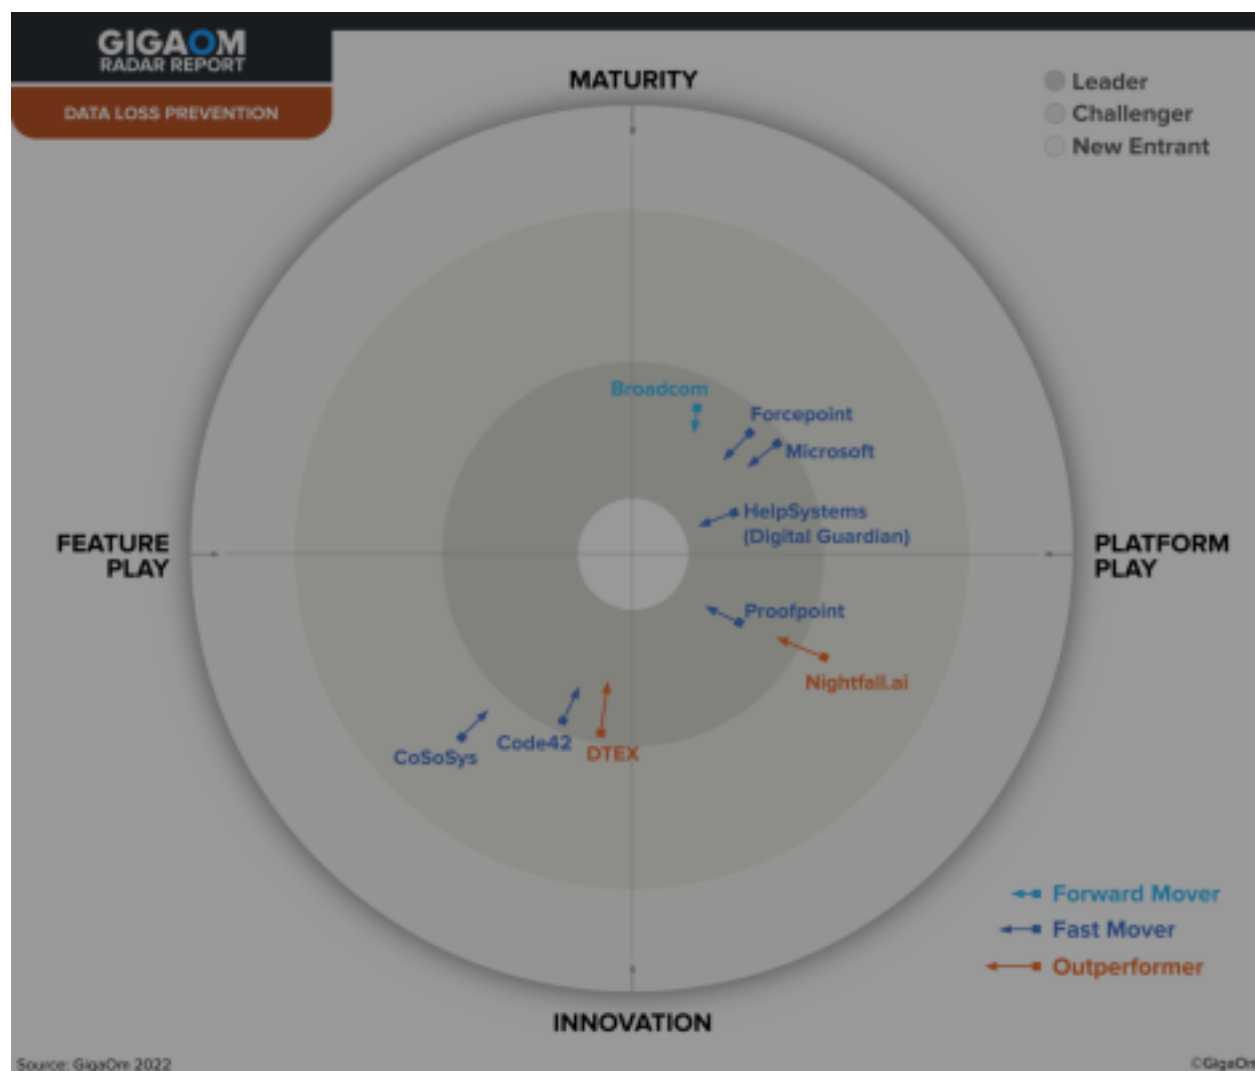 GIGAOM
RADAR REPORT
DATA LOSS PREVENTION
MATURITY
Leader
Challenger
New Entrant
Broadcom
Forcepoint
Microsoft
HelpSystems
(Digital Guardian)
FEATURE
PLAY
PLATFORM
PLAY
Proofpoint
Nightfall.ai
Code42
DTEX
CoSoSys
Forward Mover
Fast Mover
Outperformer
INNOVATION
Source: GigaOm 2022
©GigaOm